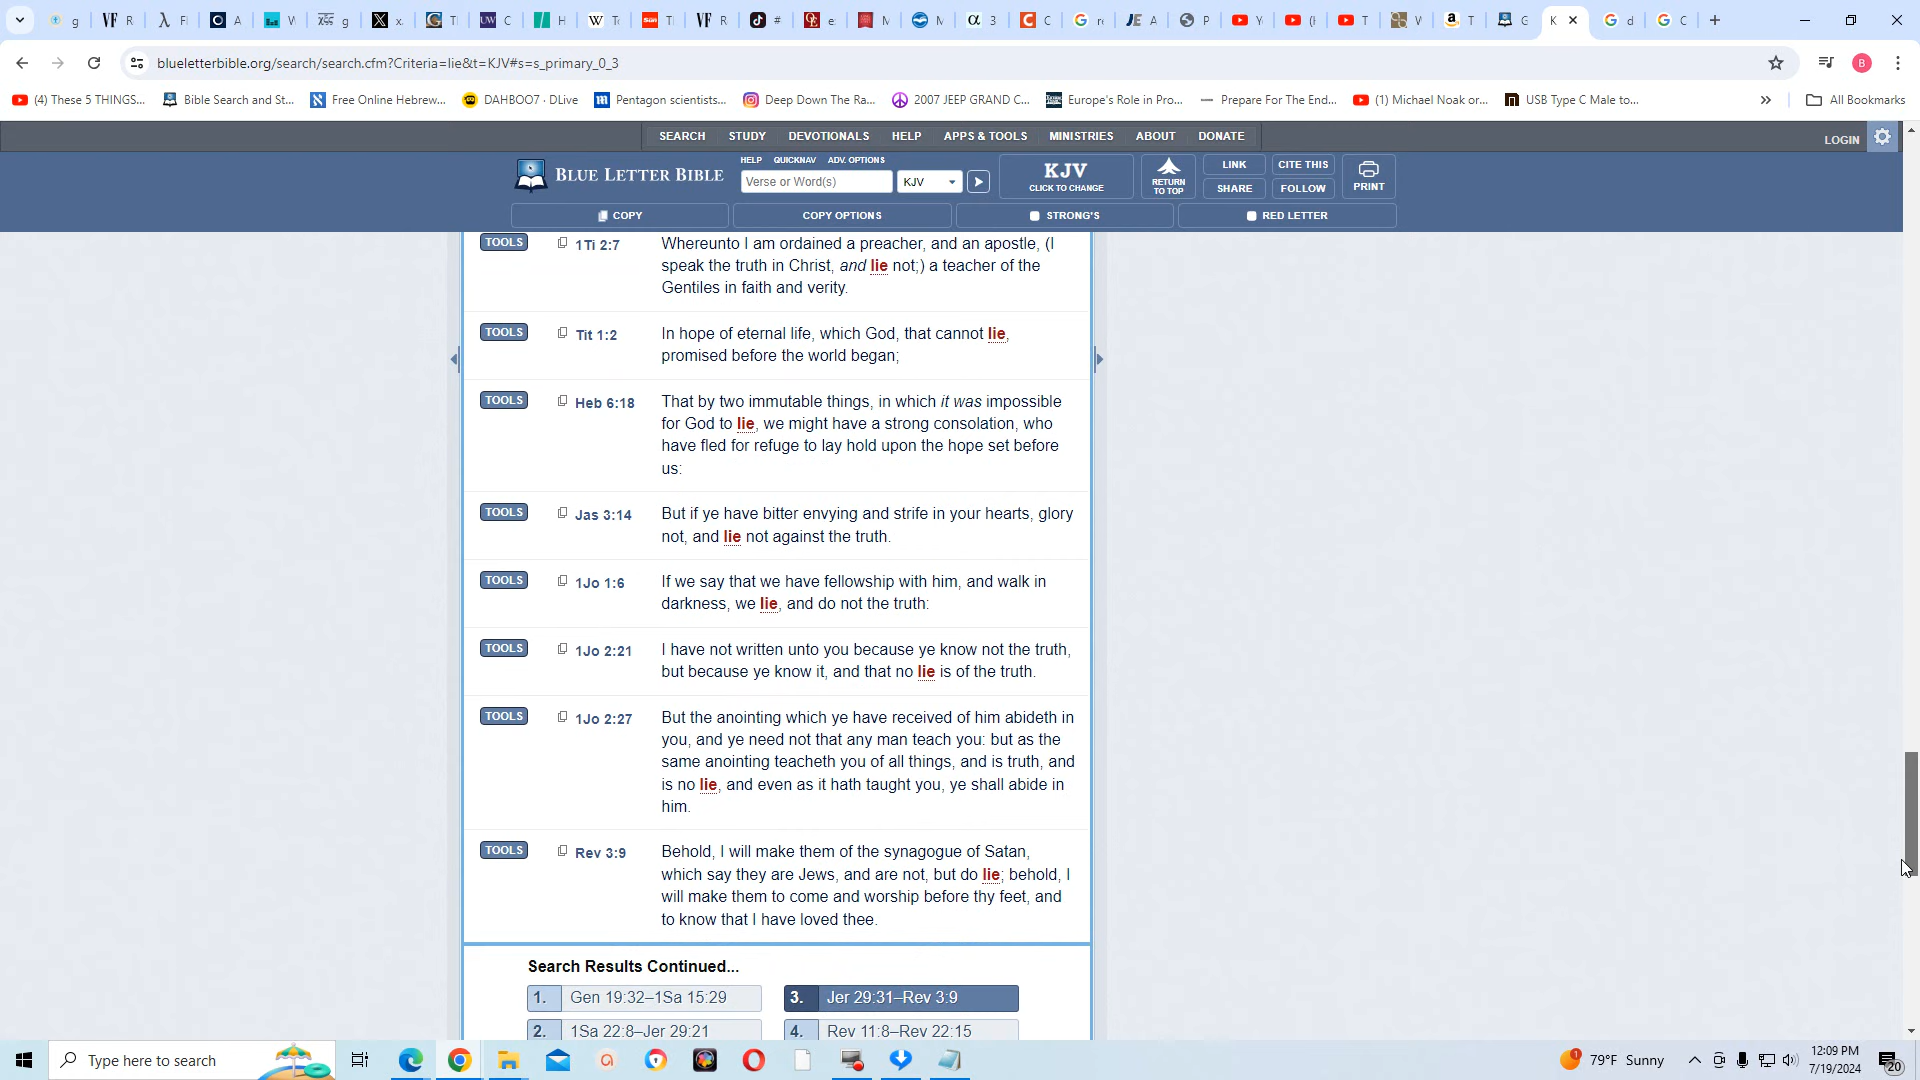 g
R
F
A
W
g
x.
T
C
H
T
T
R
#
e
M
M
3
C
r
A
P
Y
(
T
V
T
G
K
d
C
blueletterbible.org/search/search.cfm?Criteria=lie&t=KJV#s=s_primary_0_3
B
(4) These 5 THINGS...
Bible Search and St...
Free Online Hebrew...
DAHBOO7 · DLive
Pentagon scientists...
Deep Down The Ra...
2007 JEEP GRAND C...
Europe's Role in Pro...
Prepare For The End...
(1) Michael Noak or...
USB Type C Male to...
All Bookmarks
SEARCH STUDY DEVOTIONALS HELP APPS & TOOLS MINISTRIES ABOUT DONATE
LOGIN
BLUE LETTER BIBLE
HELP QUICKNAV ADV. OPTIONS
Verse or Word(s)
KJV
KJV
CLICK TO CHANGE
RETURN
TO TOP
LINK
CITE THIS
SHARE
FOLLOW
PRINT
COPY
COPY OPTIONS
STRONG'S
RED LETTER
TOOLS 1Ti 2:7 Whereunto I am ordained a preacher, and an apostle, (I
speak the truth in Christ, and lie not;) a teacher of the
Gentiles in faith and verity.
TOOLS Tit 1:2 In hope of eternal life, which God, that cannot lie,
promised before the world began;
TOOLS Heb 6:18 That by two immutable things, in which it was impossible
for God to lie, we might have a strong consolation, who
have fled for refuge to lay hold upon the hope set before
us:
TOOLS Jas 3:14 But if ye have bitter envying and strife in your hearts, glory
not, and lie not against the truth.
TOOLS 1Jo 1:6 If we say that we have fellowship with him, and walk in
darkness, we lie, and do not the truth:
TOOLS 1Jo 2:21 I have not written unto you because ye know not the truth,
but because ye know it, and that no lie is of the truth.
TOOLS 1Jo 2:27 But the anointing which ye have received of him abideth in
you, and ye need not that any man teach you: but as the
same anointing teacheth you of all things, and is truth, and
is no lie, and even as it hath taught you, ye shall abide in
him.
TOOLS Rev 3:9 Behold, I will make them of the synagogue of Satan,
which say they are Jews, and are not, but do lie; behold, I
will make them to come and worship before thy feet, and
to know that I have loved thee.
Search Results Continued...
1. Gen 19:32–1Sa 15:29
3. Jer 29:31–Rev 3:9
2. 1Sa 22:8–Jer 29:21
4. Rev 11:8–Rev 22:15
Type here to search
1
79°F Sunny
12:09 PM
7/19/2024
20